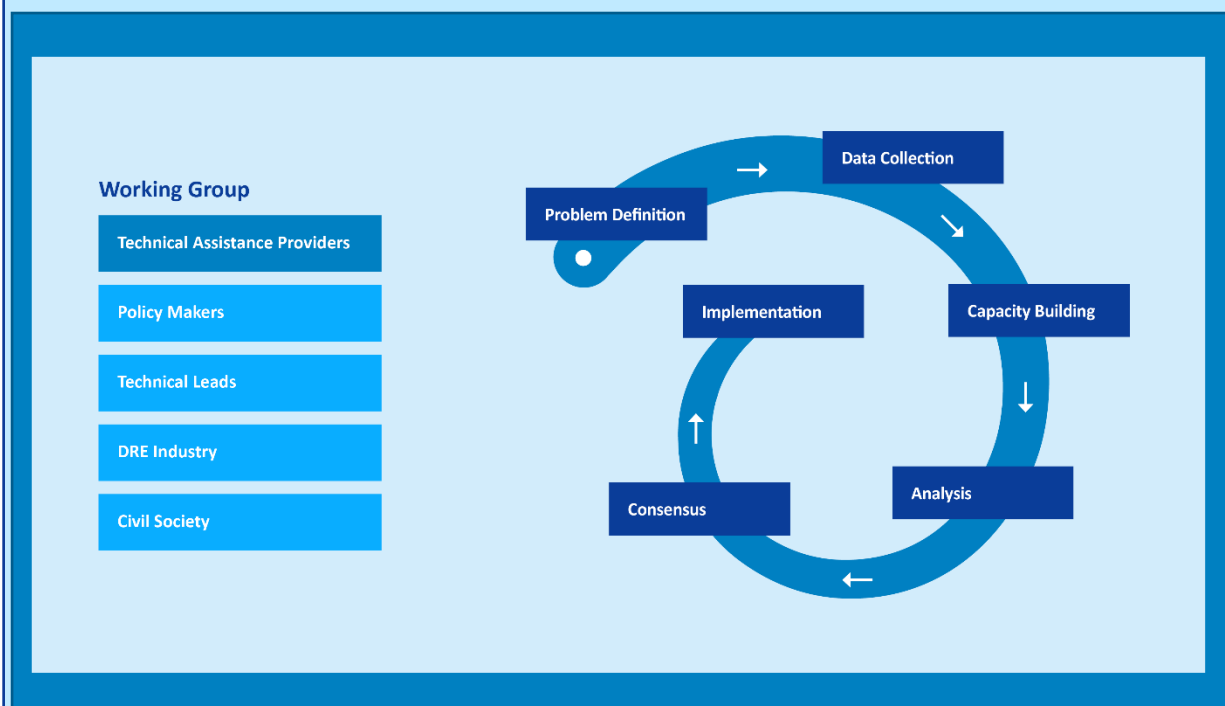 Working Group
Technical Assistance Providers
Policy Makers
Technical Leads
DRE Industry
Civil Society
Problem Definition
Data Collection
Capacity Building
Analysis
Consensus
Implementation